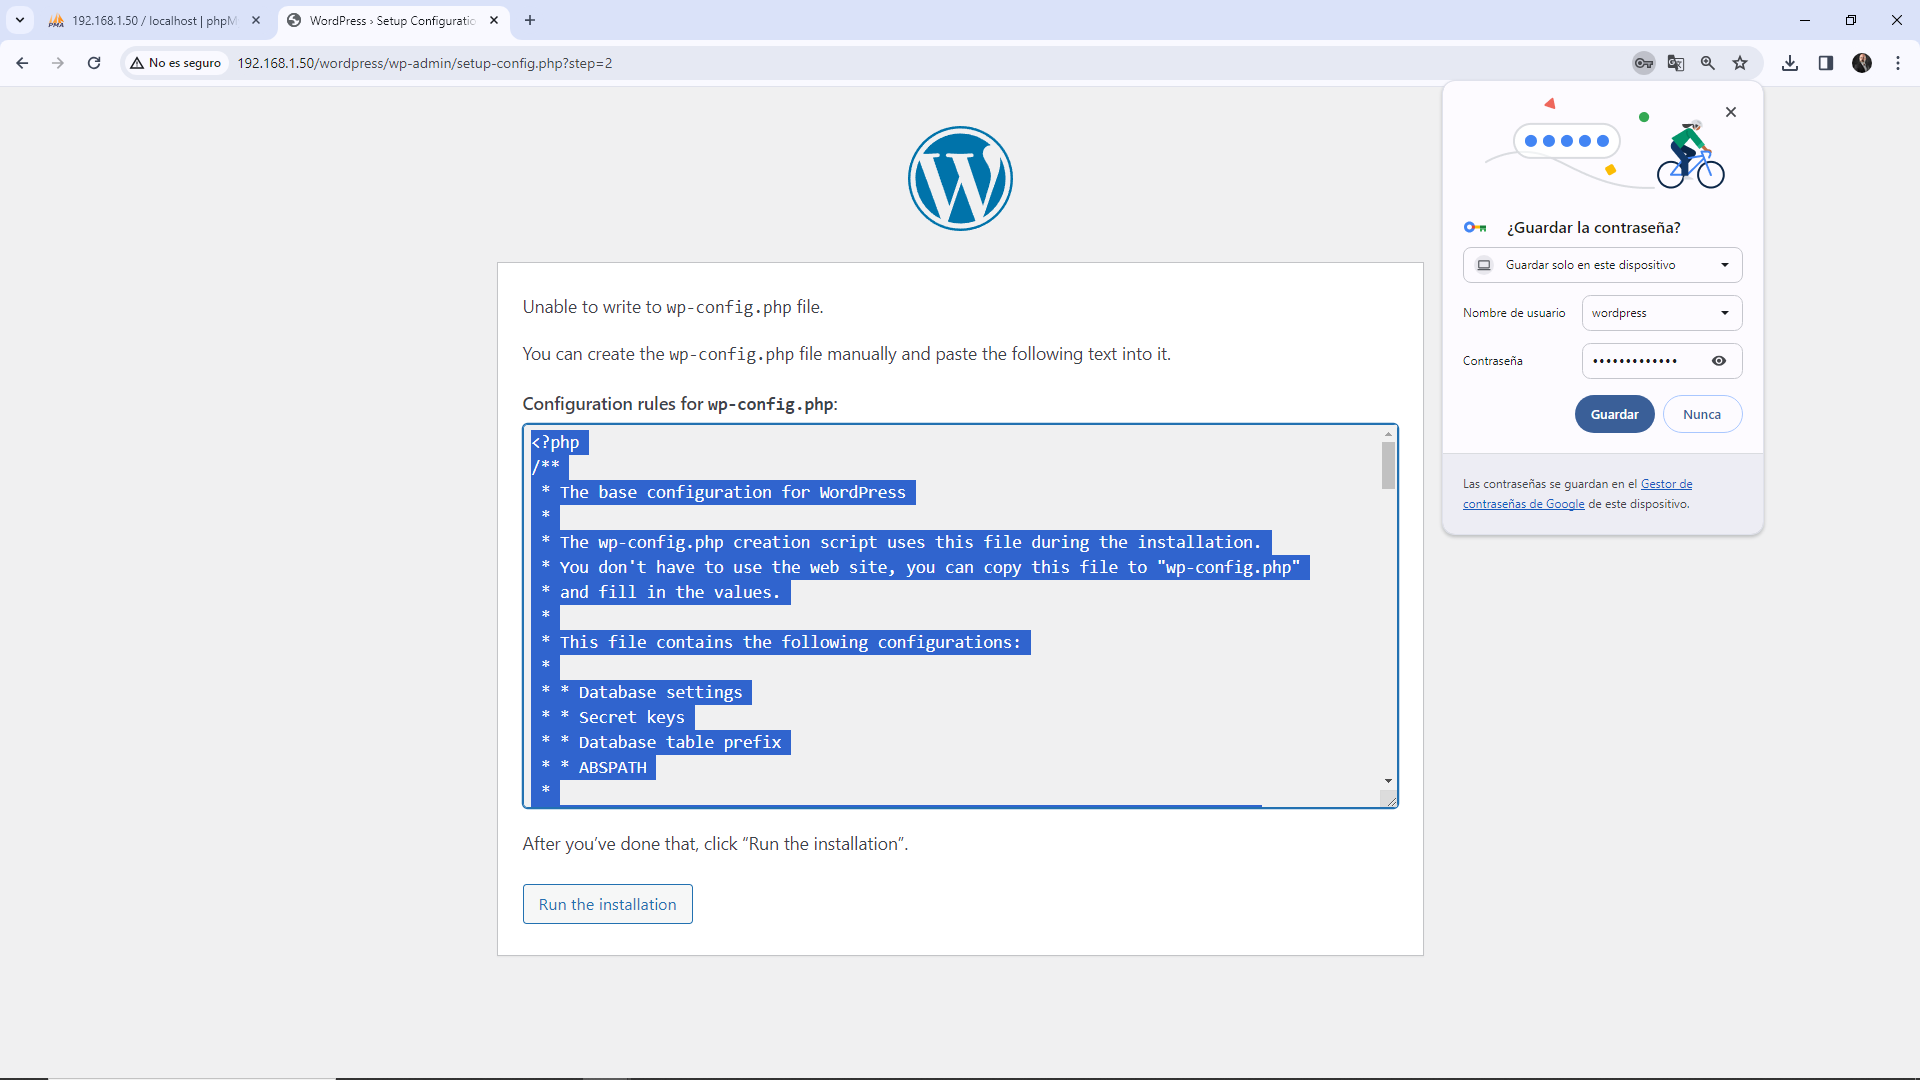 192.168.1.50 / localhost | phpM
WordPress › Setup Configuratio
No es seguro
192.168.1.50/wordpress/wp-admin/setup-config.php?step=2
Unable to write to wp-config.php file.
You can create the wp-config.php file manually and paste the following text into it.
Configuration rules for wp-config.php:
<?php
/**
* The base configuration for WordPress
*
* The wp-config.php creation script uses this file during the installation.
* You don't have to use the web site, you can copy this file to "wp-config.php"
* and fill in the values.
*
* This file contains the following configurations:
*
* * Database settings
* * Secret keys
* * Database table prefix
* * ABSPATH
*
After you’ve done that, click “Run the installation”.
Run the installation
¿Guardar la contraseña?
Guardar solo en este dispositivo
Nombre de usuario
wordpress
Contraseña
•••••••••••••
Guardar
Nunca
Las contraseñas se guardan en el Gestor de
contraseñas de Google de este dispositivo.